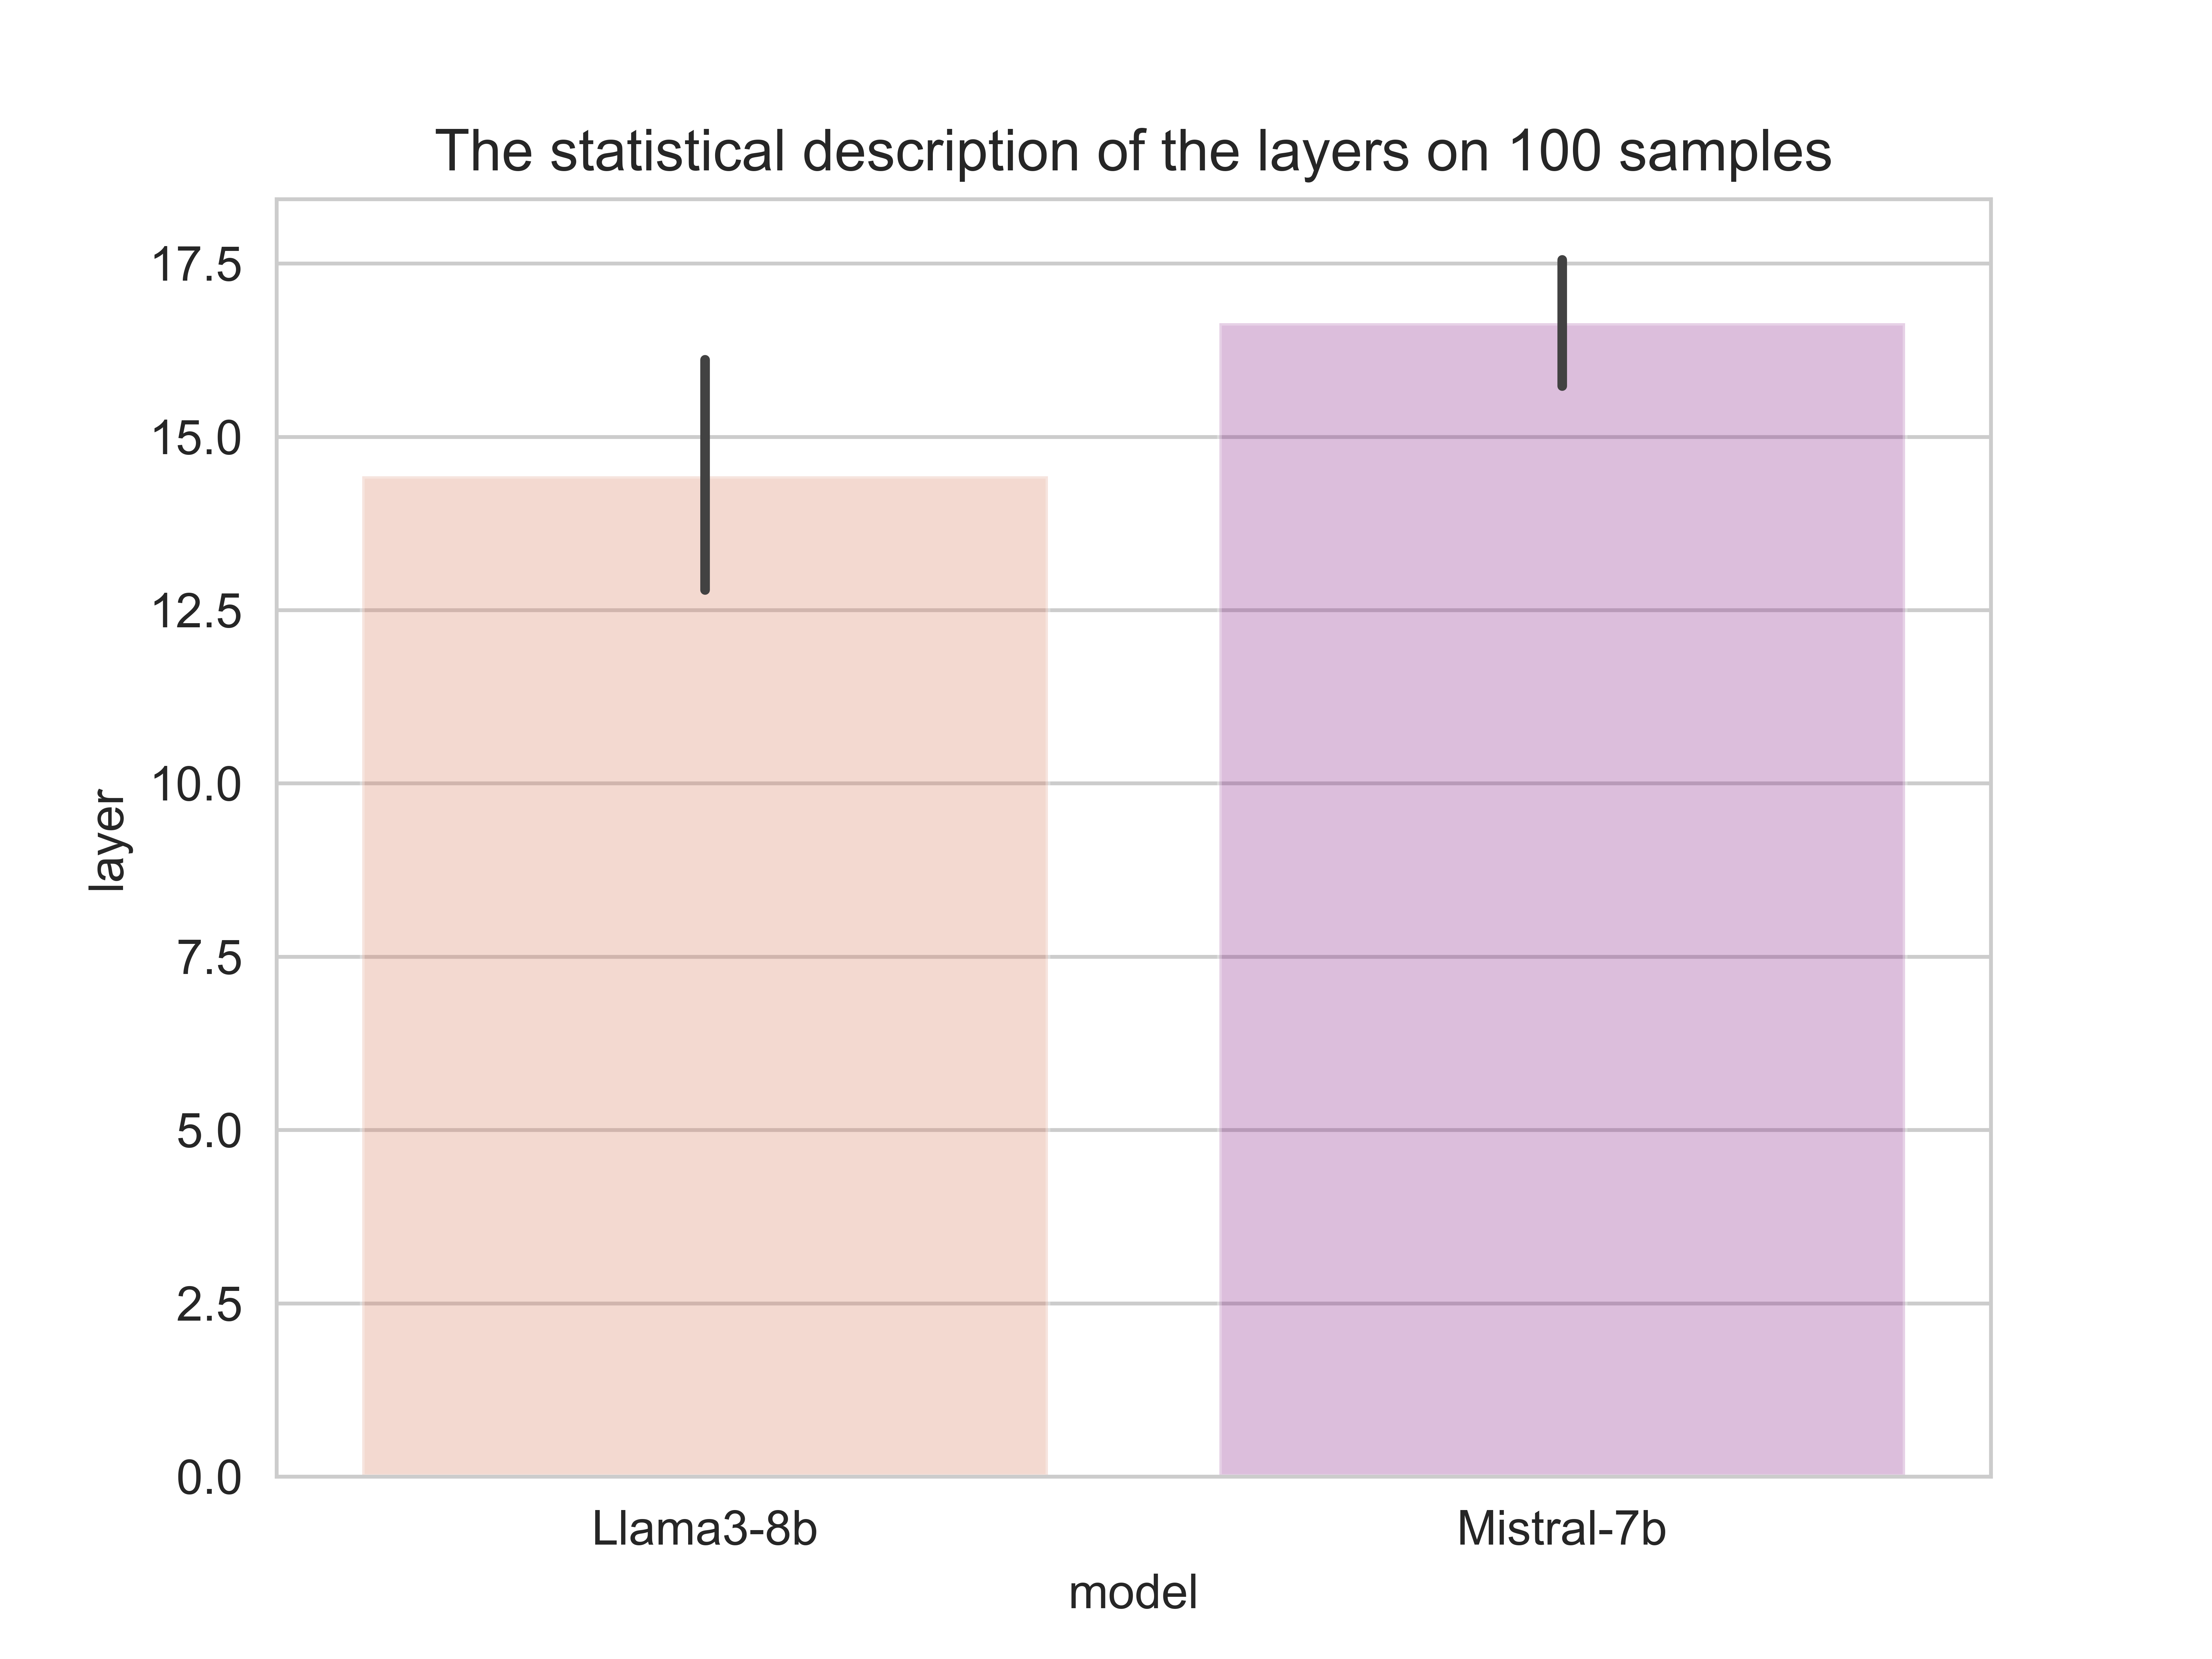 The statistical description of the layers on 100 samples
17.5
15.0
12.5
10.0
7.5
5.0
2.5
0.0
layer
Llama3-8b
Mistral-7b
model